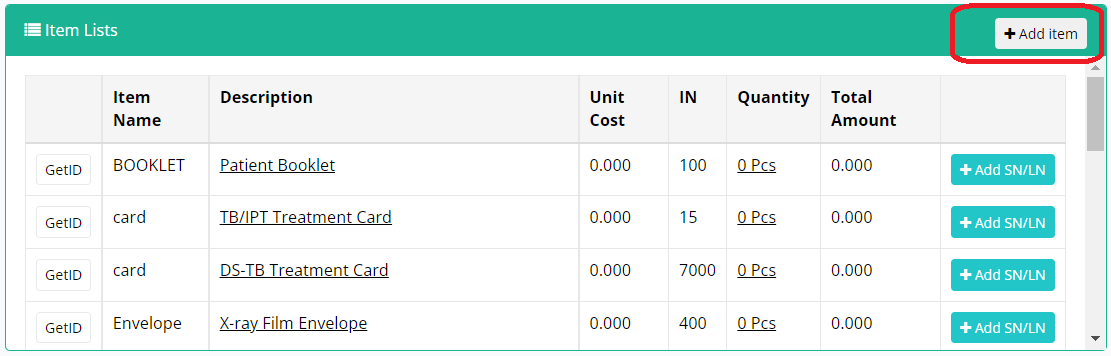 Item Lists
+ Add item
Item Name Description Unit Cost IN Quantity Total Amount
GetID BOOKLET Patient Booklet 0.000 100 0 Pcs 0.000 + Add SN/LN
GetID card TB/IPT Treatment Card 0.000 15 0 Pcs 0.000 + Add SN/LN
GetID card DS-TB Treatment Card 0.000 7000 0 Pcs 0.000 + Add SN/LN
GetID Envelope X-ray Film Envelope 0.000 400 0 Pcs 0.000 + Add SN/LN